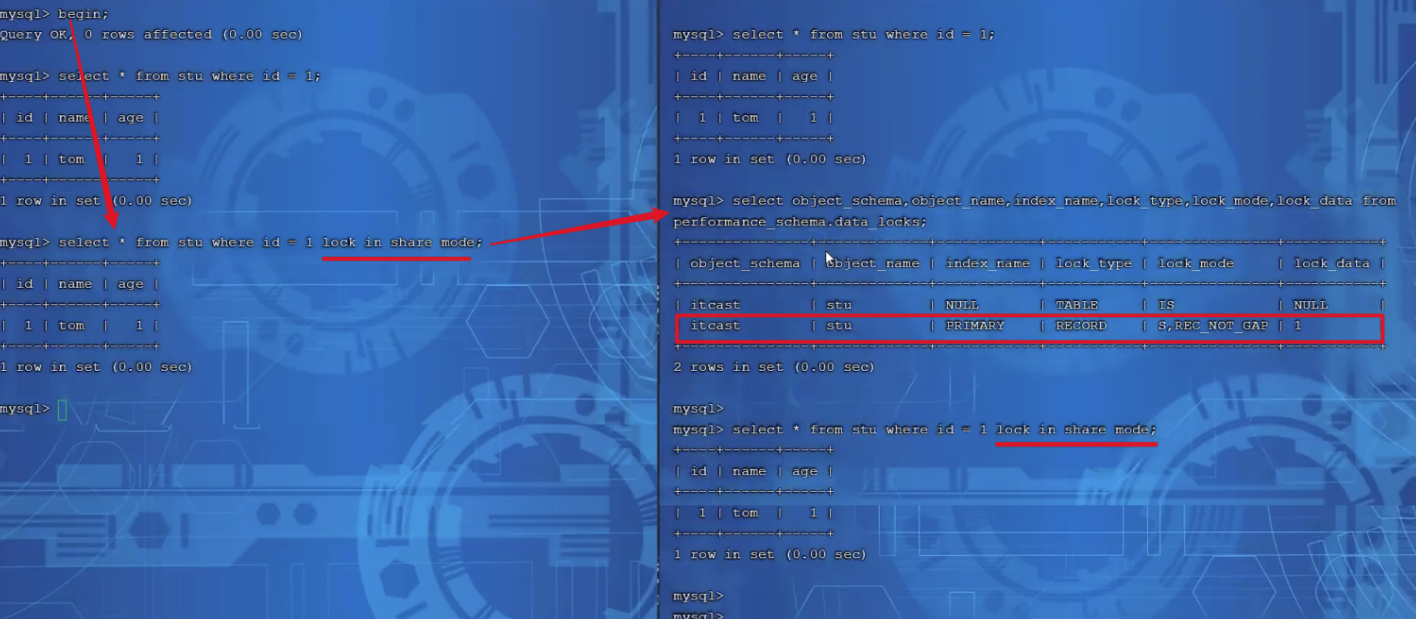 mysql> begin;
Query OK, 0 rows affected (0.00 sec)
mysql> select * from stu where id = 1;
+----+------+-----+
| id | name | age |
+----+------+-----+
|  1 | tom  |   1 |
+----+------+-----+
1 row in set (0.00 sec)
mysql> select * from stu where id = 1 lock in share mode;
+----+------+-----+
| id | name | age |
+----+------+-----+
|  1 | tom  |   1 |
+----+------+-----+
1 row in set (0.00 sec)
mysql>
mysql> select * from stu where id = 1;
+----+------+-----+
| id | name | age |
+----+------+-----+
|  1 | tom  |   1 |
+----+------+-----+
1 row in set (0.00 sec)
mysql> select object_schema,object_name,index_name,lock_type,lock_mode,lock_data from
performance_schema.data_locks;
+---------------+-------------+------------+-----------+---------------+-----------+
| object_schema | object_name | index_name | lock_type | lock_mode     | lock_data |
+---------------+-------------+------------+-----------+---------------+-----------+
| itcast        | stu         | NULL       | TABLE     | IS            | NULL      |
| itcast        | stu         | PRIMARY    | RECORD    | S,REC_NOT_GAP | 1
+---------------+-------------+------------+-----------+---------------+-----------+
2 rows in set (0.00 sec)
mysql>
mysql> select * from stu where id = 1 lock in share mode;
+----+------+-----+
| id | name | age |
+----+------+-----+
|  1 | tom  |   1 |
+----+------+-----+
1 row in set (0.00 sec)
mysql>
mysql>